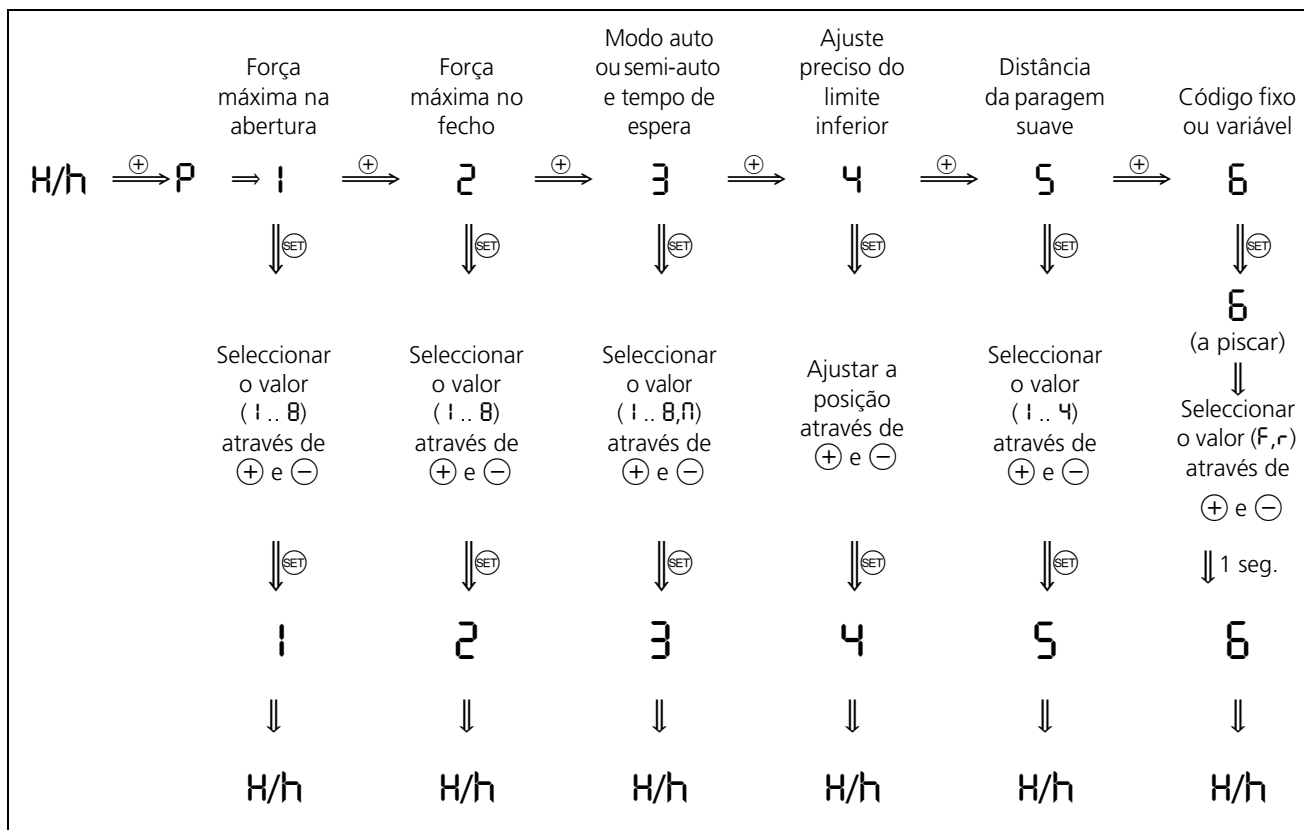 Força
máxima na
abertura
Força
máxima no
fecho
Modo auto
ou semi-auto
e tempo de
espera
Ajuste
preciso do
limite
inferior
Distância
da paragem
suave
Código fixo
ou variável
H/h ⊕ P ⇒ 1 ⊕ 2 ⊕ 3 ⊕ 4 ⊕ 5 ⊕ 6
SET SET SET SET SET SET
6
(a piscar)
Seleccionar
o valor
(1 .. 8)
através de
⊕ e ⊖
Seleccionar
o valor
(1 .. 8)
através de
⊕ e ⊖
Seleccionar
o valor
(1 .. 8,n)
através de
⊕ e ⊖
Ajustar a
posição
através de
⊕ e ⊖
Seleccionar
o valor
(1 .. 4)
através de
⊕ e ⊖
Seleccionar
o valor (F,r)
através de
⊕ e ⊖
SET SET SET SET SET 1 seg.
1 2 3 4 5 6
H/h H/h H/h H/h H/h H/h